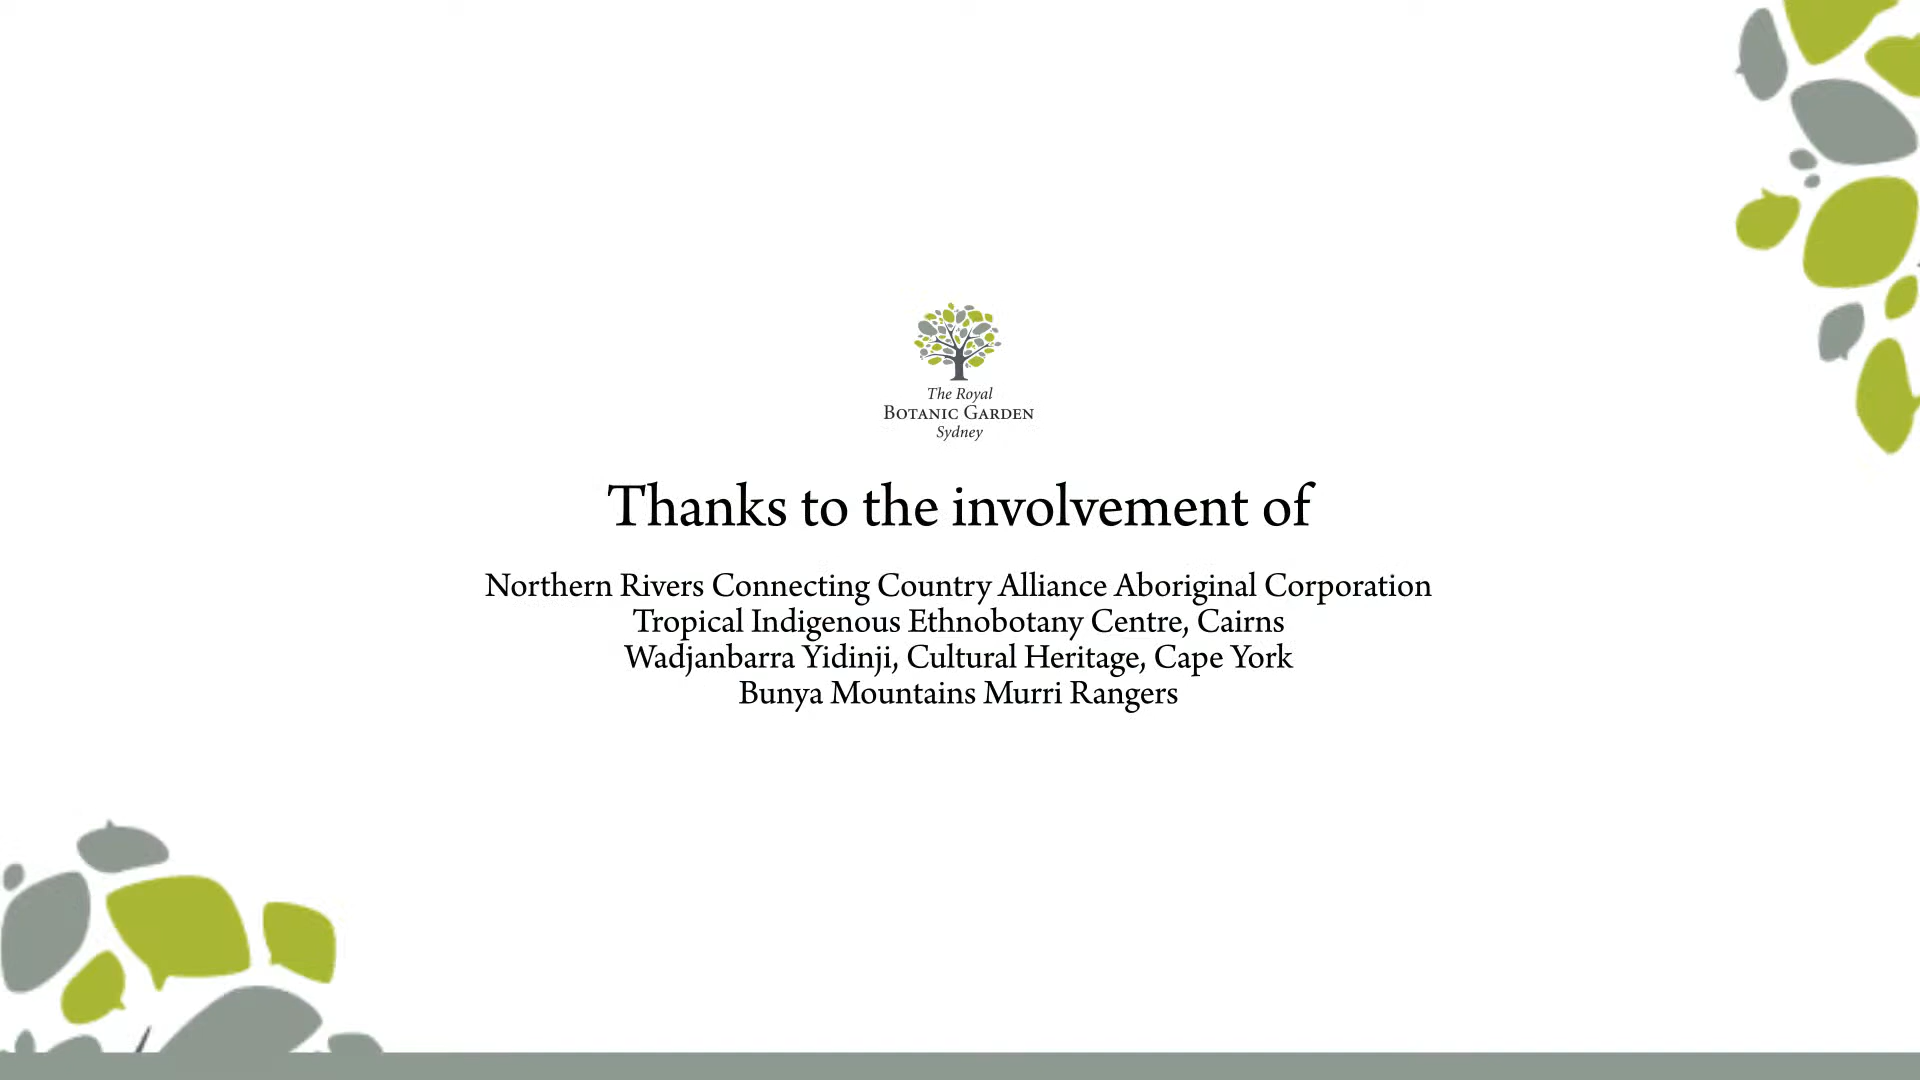 The Royal
BOTANIC GARDEN
Sydney
Thanks to the involvement of
Northern Rivers Connecting Country Alliance Aboriginal Corporation
Tropical Indigenous Ethnobotany Centre, Cairns
Wadjanbarra Yidinji, Cultural Heritage, Cape York
Bunya Mountains Murri Rangers